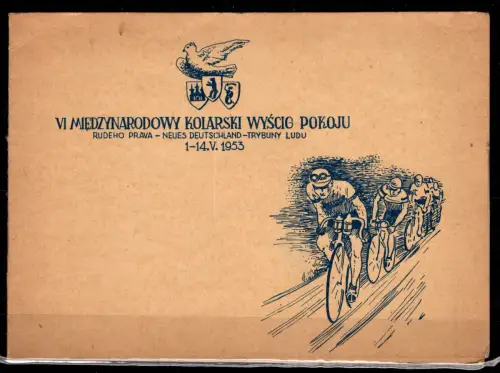 VI MIĘDZYNARODOWY KOLARSKI WYŚCIG POKOJU
RUDEHO PRAVA - NEUES DEUTSCHLAND - TRYBUNY LUDU
1-14.V. 1953